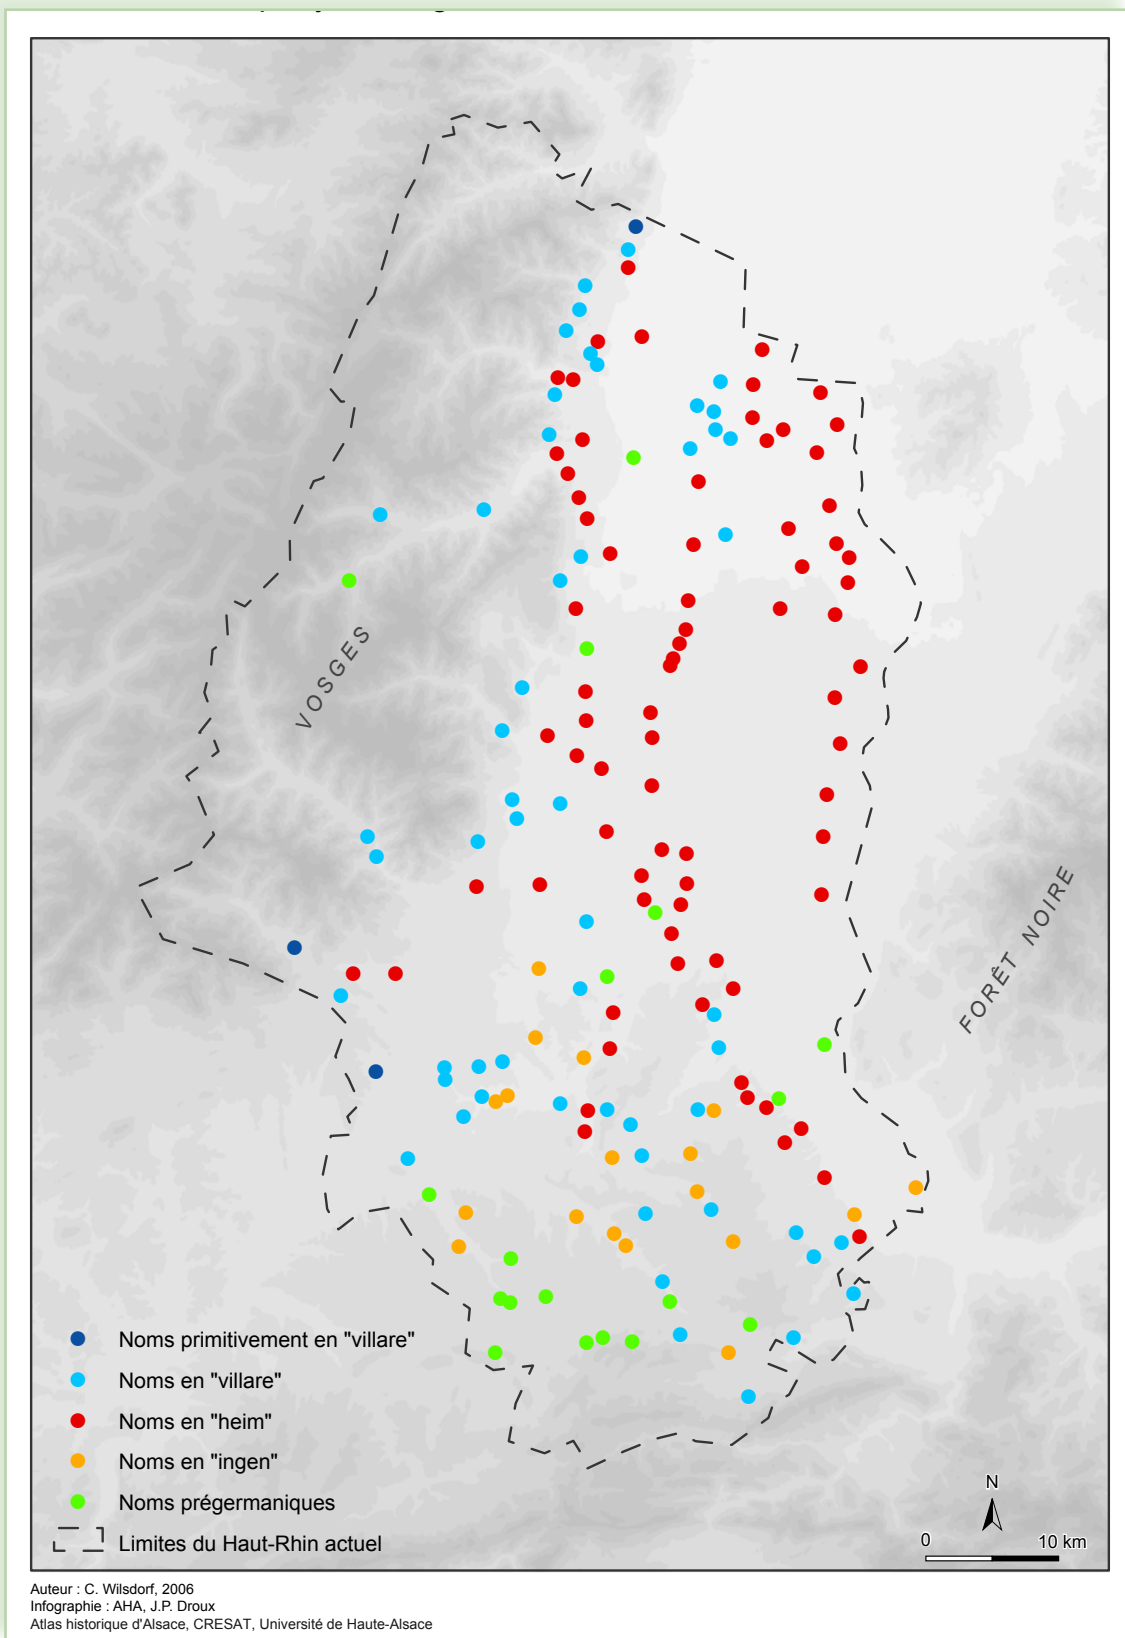 VOSGES
FORÊT NOIRE
Noms primitivement en "villare"
Noms en "villare"
Noms en "heim"
Noms en "ingen"
Noms prégermaniques
Limites du Haut-Rhin actuel
N
0 10 km
Auteur : C. Wilsdorf, 2006
Infographie : AHA, J.P. Droux
Atlas historique d'Alsace, CRESAT, Université de Haute-Alsace